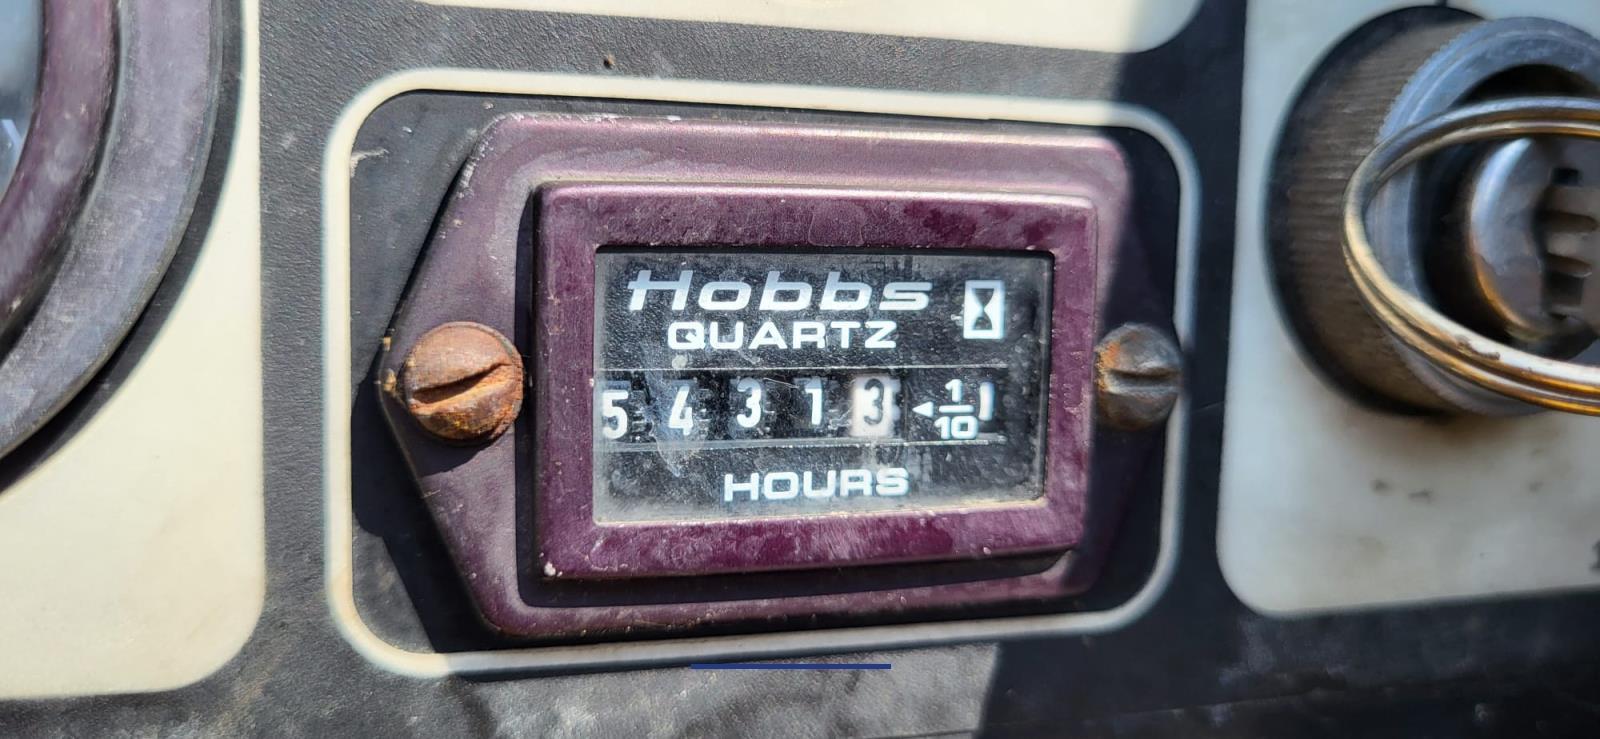 Hobbs
QUARTZ
5 4 3 1 3 ◄ 1/10
HOURS